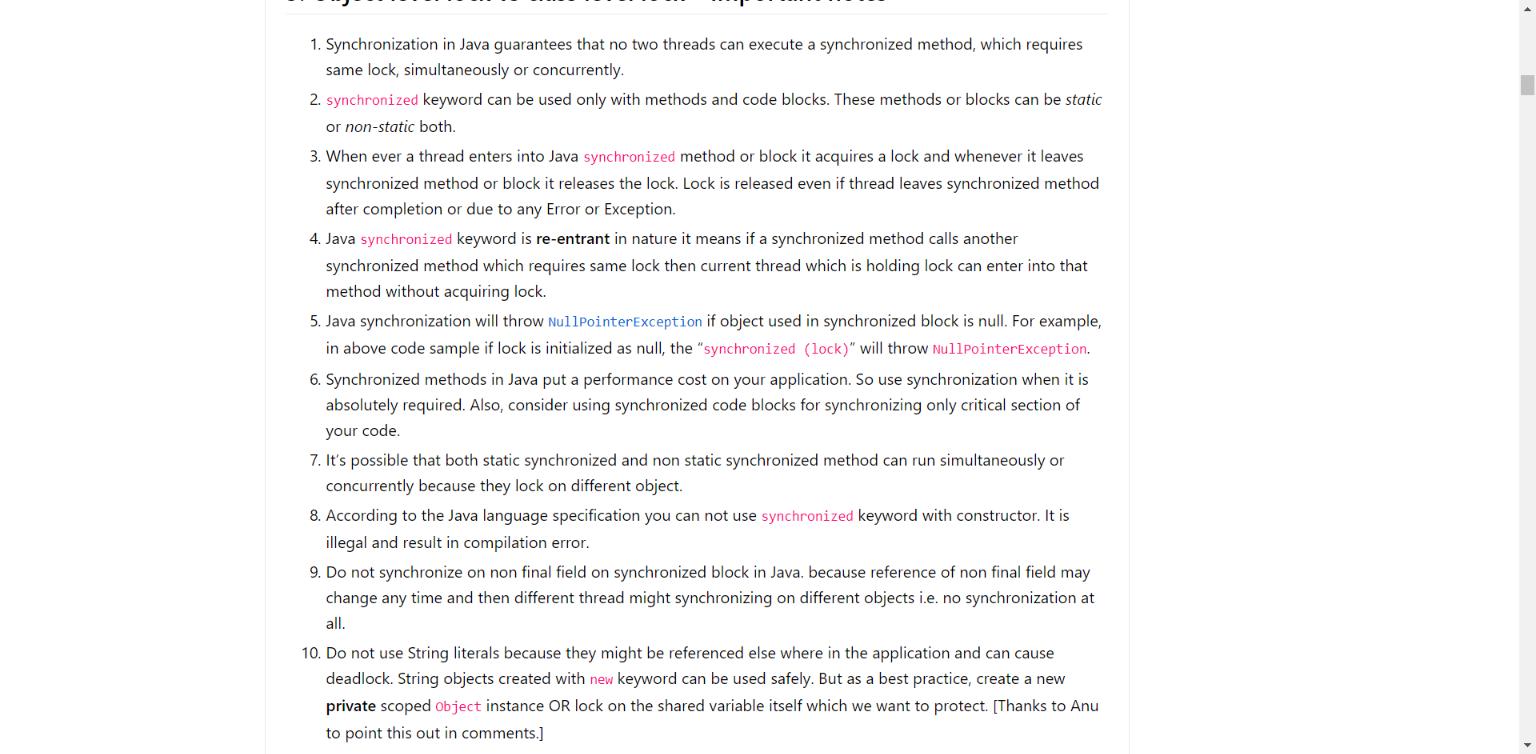 1. Synchronization in Java guarantees that no two threads can execute a synchronized method, which requires
same lock, simultaneously or concurrently.
2. synchronized keyword can be used only with methods and code blocks. These methods or blocks can be static
or non-static both.
3. When ever a thread enters into Java synchronized method or block it acquires a lock and whenever it leaves
synchronized method or block it releases the lock. Lock is released even if thread leaves synchronized method
after completion or due to any Error or Exception.
4. Java synchronized keyword is re-entrant in nature it means if a synchronized method calls another
synchronized method which requires same lock then current thread which is holding lock can enter into that
method without acquiring lock.
5. Java synchronization will throw NullPointerException if object used in synchronized block is null. For example,
in above code sample if lock is initialized as null, the “synchronized (lock)” will throw NullPointerException.
6. Synchronized methods in Java put a performance cost on your application. So use synchronization when it is
absolutely required. Also, consider using synchronized code blocks for synchronizing only critical section of
your code.
7. It’s possible that both static synchronized and non static synchronized method can run simultaneously or
concurrently because they lock on different object.
8. According to the Java language specification you can not use synchronized keyword with constructor. It is
illegal and result in compilation error.
9. Do not synchronize on non final field on synchronized block in Java. because reference of non final field may
change any time and then different thread might synchronizing on different objects i.e. no synchronization at
all.
10. Do not use String literals because they might be referenced else where in the application and can cause
deadlock. String objects created with new keyword can be used safely. But as a best practice, create a new
private scoped Object instance OR lock on the shared variable itself which we want to protect. [Thanks to Anu
to point this out in comments.]